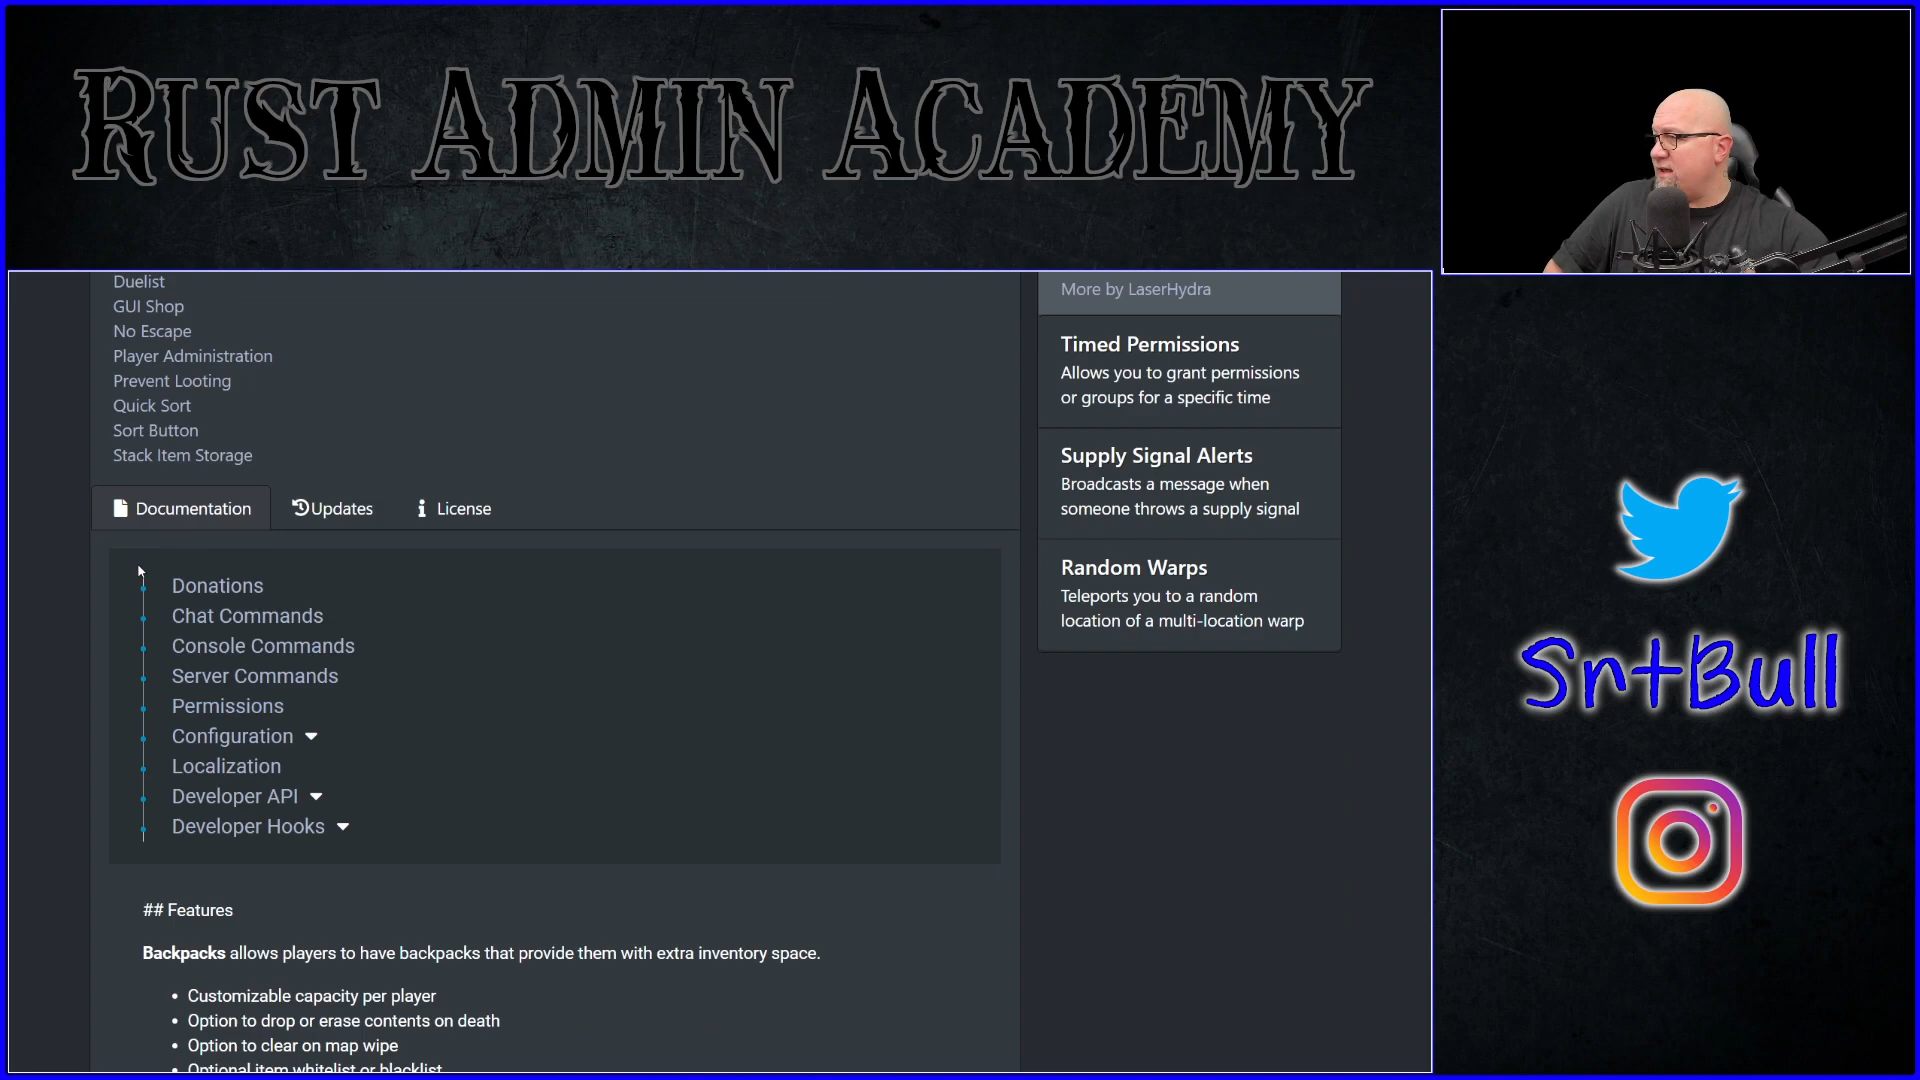 Rust Admin Academy
Duelist
GUI Shop
No Escape
Player Administration
Prevent Looting
Quick Sort
Sort Button
Stack Item Storage
More by LaserHydra
Timed Permissions
Allows you to grant permissions
or groups for a specific time
Supply Signal Alerts
Broadcasts a message when
someone throws a supply signal
Random Warps
Teleports you to a random
location of a multi-location warp
Documentation
Updates
License
Donations
Chat Commands
Console Commands
Server Commands
Permissions
Configuration
Localization
Developer API
Developer Hooks
## Features
Backpacks allows players to have backpacks that provide them with extra inventory space.
• Customizable capacity per player
• Option to drop or erase contents on death
• Option to clear on map wipe
• Optional item whitelist or blacklist
SntBull